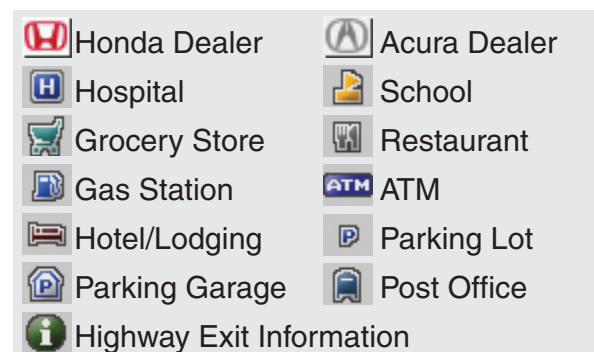 Honda Dealer Acura Dealer
H Hospital School
Grocery Store Restaurant
Gas Station ATM ATM
Hotel/Lodging P Parking Lot
P Parking Garage Post Office
i Highway Exit Information